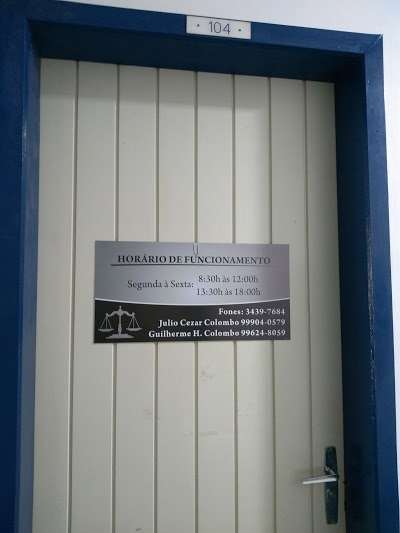 • 104 •
HORÁRIO DE FUNCIONAMENTO
Segunda à Sexta: 8:30h às 12:00h
13:30h às 18:00h
Fones: 3439-7684
Julio Cezar Colombo 99904-0579
Guilherme H. Colombo 99624-8059